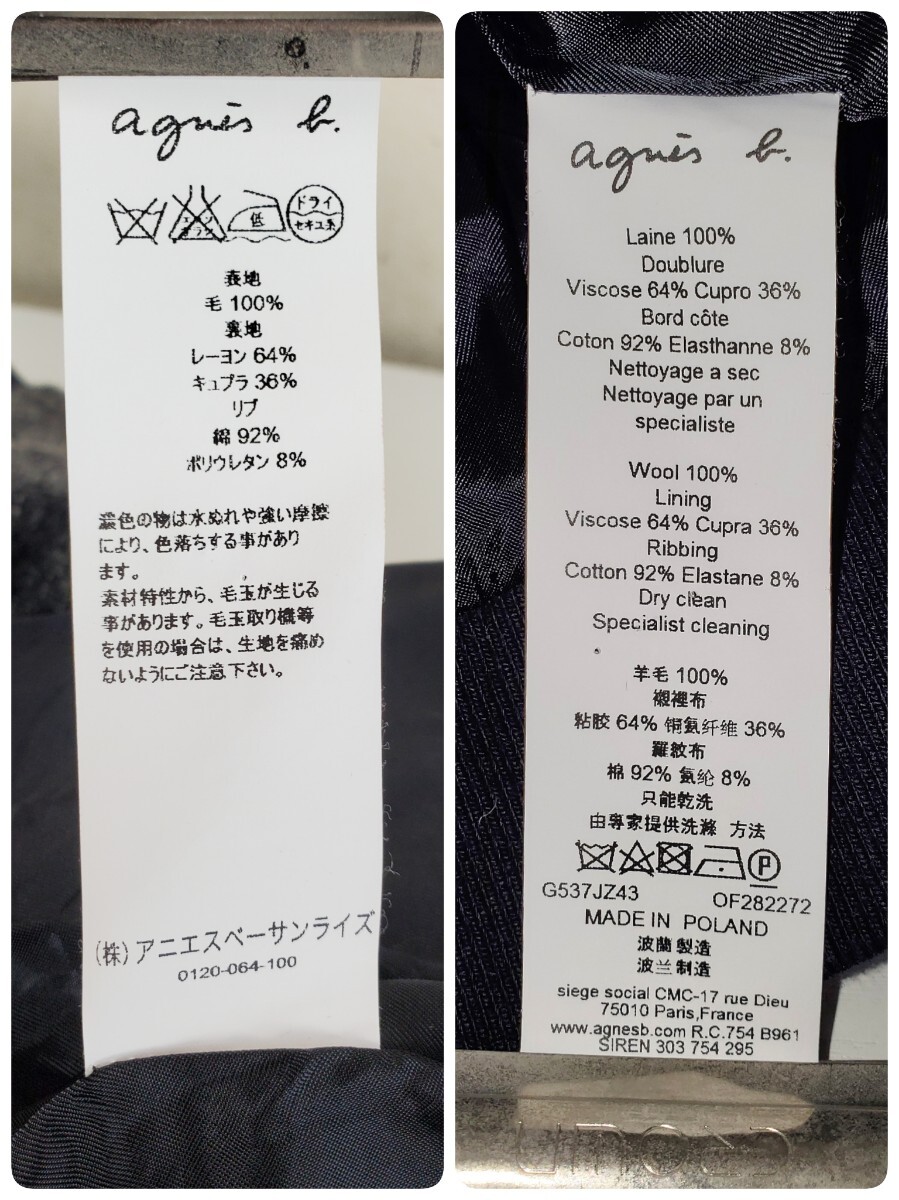 agnès b.
エンソ
サラシ
低
ドライ
セキユ系
表地
毛 100%
裏地
レーヨン 64%
キュプラ 36%
リブ
綿 92%
ポリウレタン 8%
濃色の物は水ぬれや強い摩擦
により、色落ちする事があり
ます。
素材特性から、毛玉が生じる
事があります。毛玉取り機等
を使用の場合は、生地を痛め
ないようにご注意下さい。
(株)アニエスベーサンライズ
0120-064-100
agnès b.
Laine 100%
Doublure
Viscose 64% Cupro 36%
Bord côte
Coton 92% Elasthanne 8%
Nettoyage a sec
Nettoyage par un
specialiste
Wool 100%
Lining
Viscose 64% Cupra 36%
Ribbing
Cotton 92% Elastane 8%
Dry clean
Specialist cleaning
羊毛 100%
襯裡布
粘胶 64% 铜氨纤维 36%
羅紋布
棉 92% 氨纶 8%
只能乾洗
由專家提供洗滌 方法
P
G537JZ43 OF282272
MADE IN POLAND
波蘭製造
波兰制造
siege social CMC-17 rue Dieu
75010 Paris,France
www.agnesb.com R.C.754 B961
SIREN 303 754 295